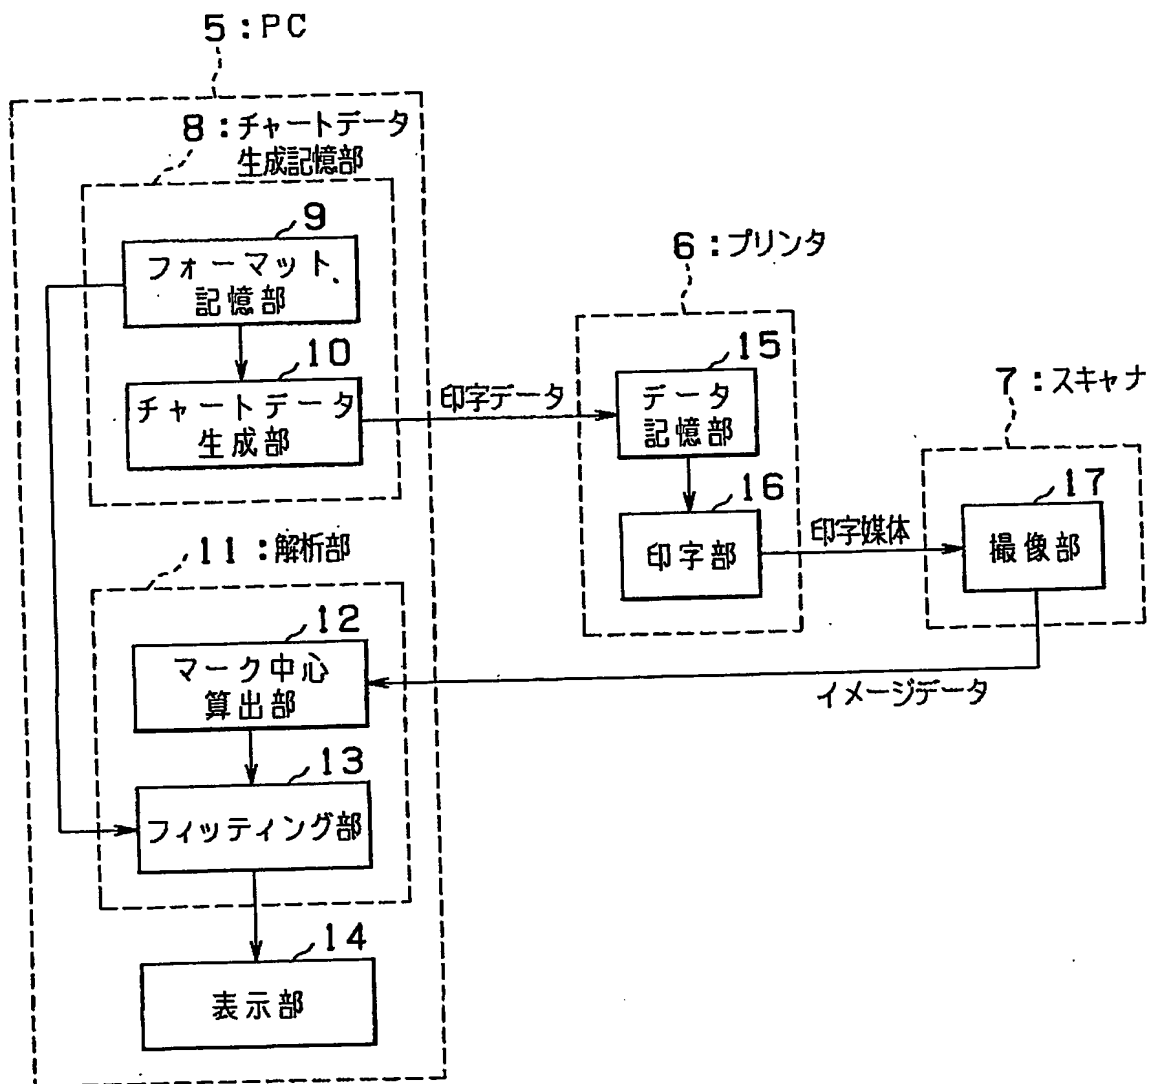 5：PC
8：チャートデータ
生成記憶部
9
フォーマット
記憶部
10
チャートデータ
生成部
印字データ
6：プリンタ
15
データ
記憶部
16
印字部
印字媒体
7：スキャナ
17
撮像部
イメージデータ
11：解析部
12
マーク中心
算出部
13
フィッティング部
14
表示部